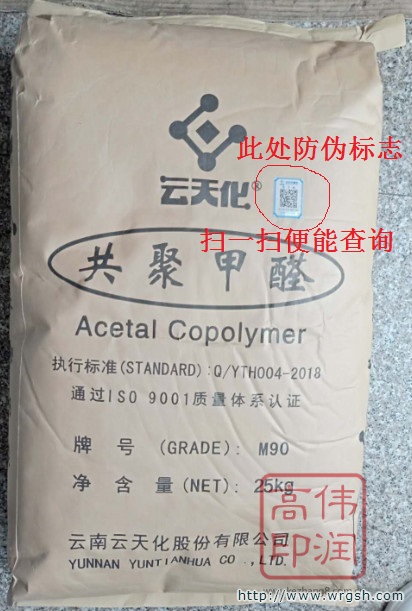 此处防伪标志
云天化®
扫一扫便能查询
共聚甲醛
Acetal Copolymer
执行标准(STANDARD):Q/YTH004-2018
通过ISO 9001质量体系认证
牌 号 (GRADE): M90
净 含 量 (NET): 25kg
高伟
印润
云南云天化股份有限公司
YUNNAN YUNTIANHUA CO .,LTD.
https://www.wrgsh.com